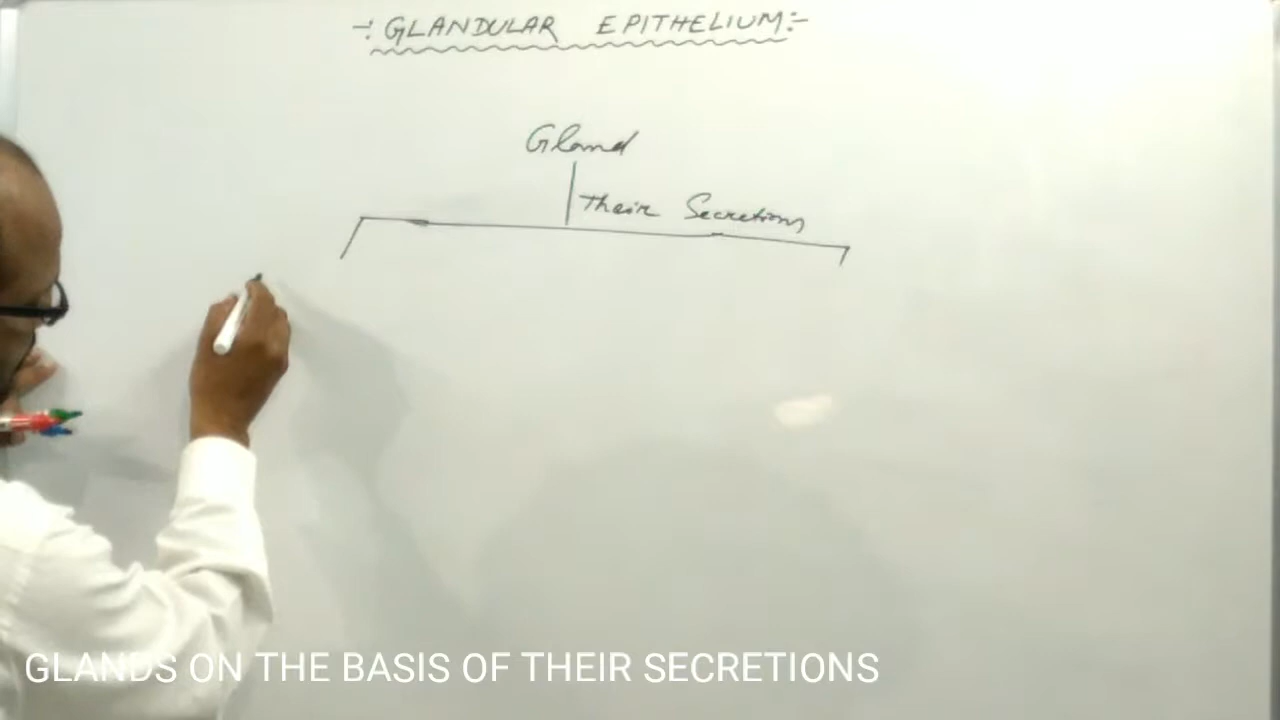 -: GLANDULAR EPITHELIUM :-
Gland
Their Secretions
GLANDS ON THE BASIS OF THEIR SECRETIONS